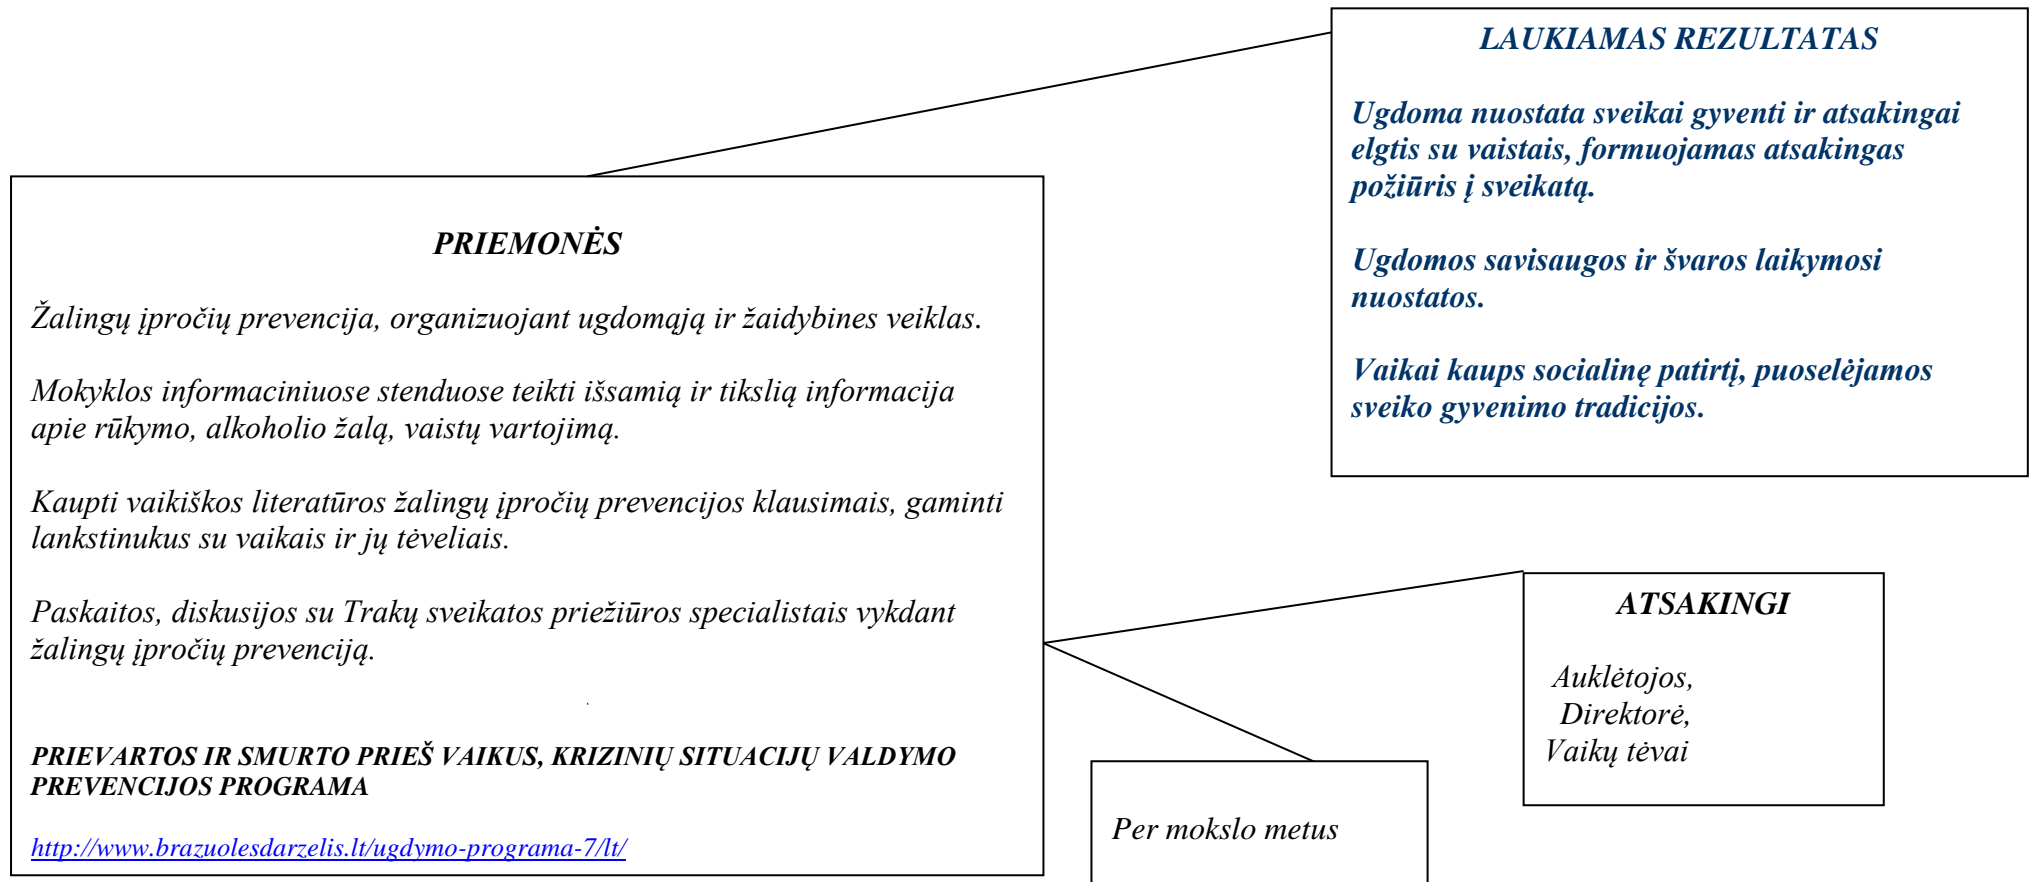 LAUKIAMAS REZULTATAS
Ugdoma nuostata sveikai gyventi ir atsakingai
elgtis su vaistais, formuojamas atsakingas
požiūris į sveikatą.
Ugdomos savisaugos ir švaros laikymosi
nuostatos.
Vaikai kaups socialinę patirtį, puoselėjamos
sveiko gyvenimo tradicijos.
PRIEMONĖS
Žalingų įpročių prevencija, organizuojant ugdomąją ir žaidybines veiklas.
Mokyklos informaciniuose stenduose teikti išsamią ir tikslią informacija
apie rūkymo, alkoholio žalą, vaistų vartojimą.
Kaupti vaikiškos literatūros žalingų įpročių prevencijos klausimais, gaminti
lankstinukus su vaikais ir jų tėveliais.
Paskaitos, diskusijos su Trakų sveikatos priežiūros specialistais vykdant
žalingų įpročių prevenciją.
PRIEVARTOS IR SMURTO PRIEŠ VAIKUS, KRIZINIŲ SITUACIJŲ VALDYMO
PREVENCIJOS PROGRAMA
http://www.brazuolesdarzelis.lt/ugdymo-programa-7/lt/
ATSAKINGI
Auklėtojos,
Direktorė,
Vaikų tėvai
Per mokslo metus